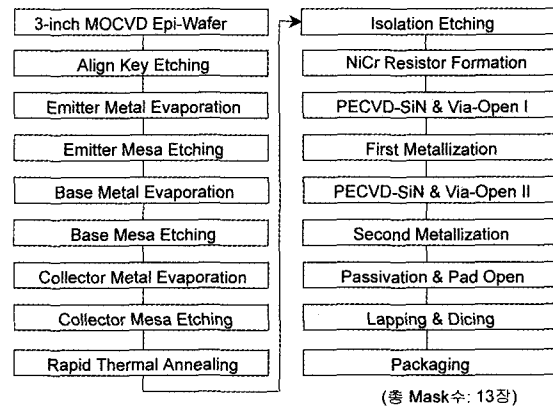 3-inch MOCVD Epi-Wafer
Align Key Etching
Emitter Metal Evaporation
Emitter Mesa Etching
Base Metal Evaporation
Base Mesa Etching
Collector Metal Evaporation
Collector Mesa Etching
Rapid Thermal Annealing
Isolation Etching
NiCr Resistor Formation
PECVD-SiN & Via-Open I
First Metallization
PECVD-SiN & Via-Open II
Second Metallization
Passivation & Pad Open
Lapping & Dicing
Packaging
(총 Mask수: 13장)